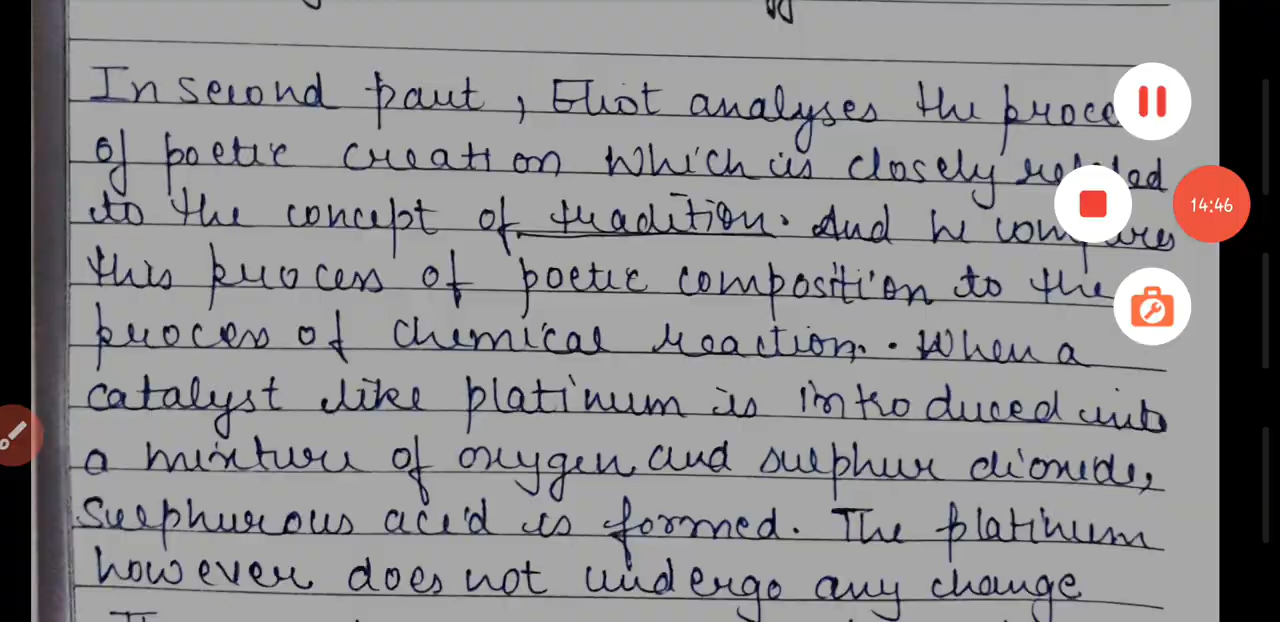 In second part, Eliot analyses the proce
of poetic creation which is closely related
to the concept of tradition. And he compares
this process of poetic composition to the
process of chemical reaction. When a
catalyst like platinum is introduced into
a mixture of oxygen and sulphur dioxide,
sulphurous acid is formed. The platinum
however does not undergo any change
14:46